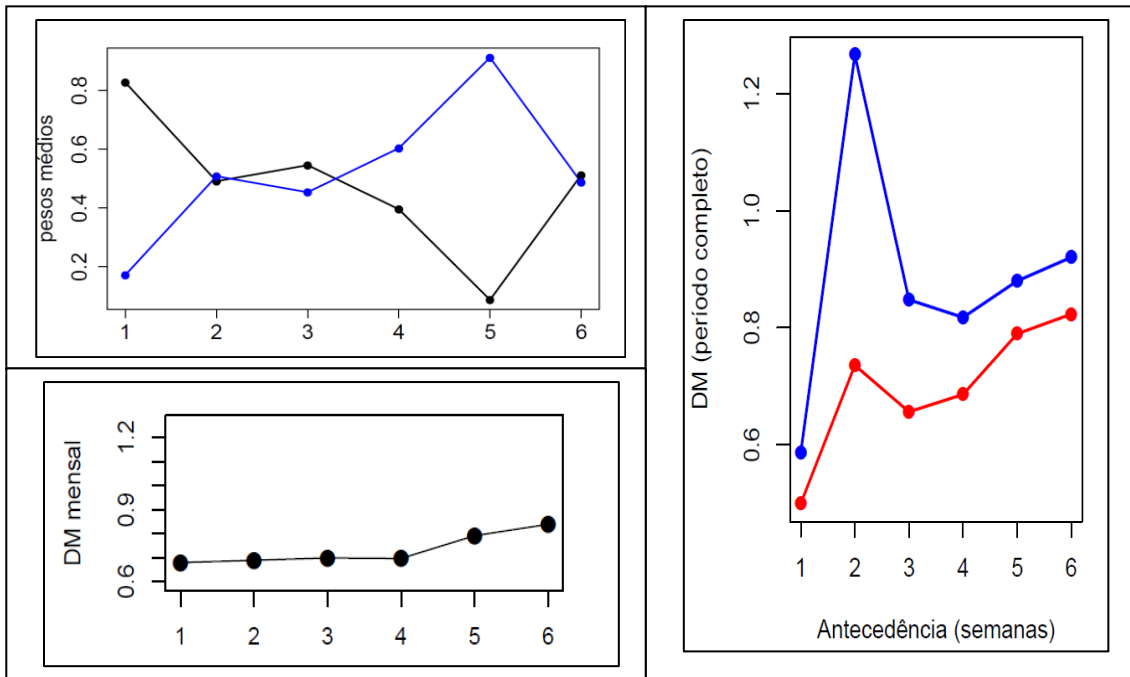 pesos médios
0.8
0.6
0.4
0.2
1 2 3 4 5 6
DM mensal
1.2
0.9
0.6
1 2 3 4 5 6
DM (período completo)
1.2
1.0
0.8
0.6
1 2 3 4 5 6
Antecedência (semanas)